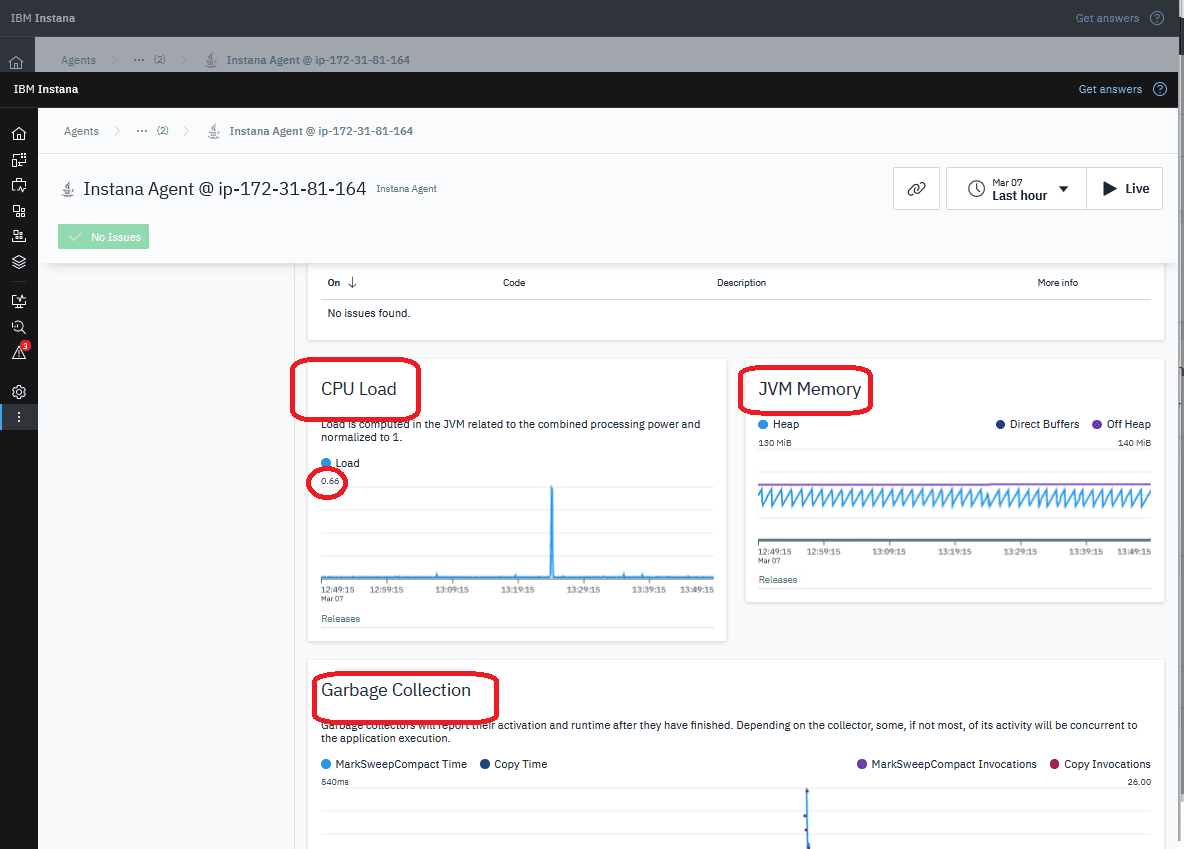 IBM Instana
Get answers ?
Agents ... (2) Instana Agent @ ip-172-31-81-164
IBM Instana
Get answers ?
Agents ... (2) Instana Agent @ ip-172-31-81-164
Instana Agent @ ip-172-31-81-164 Instana Agent
Mar 07
Last hour
Live
No Issues
3
On ↓ Code Description More info
No issues found.
CPU Load
Load is computed in the JVM related to the combined processing power and
normalized to 1.
Load
0.66
12:49:15 12:59:15 13:09:15 13:19:15 13:29:15 13:39:15 13:49:15
Mar 07
Releases
JVM Memory
Heap Direct Buffers Off Heap
130 MiB 140 MiB
12:49:15 12:59:15 13:09:15 13:19:15 13:29:15 13:39:15 13:49:15
Mar 07
Releases
Garbage Collection
Garbage collectors will report their activation and runtime after they have finished. Depending on the collector, some, if not most, of its activity will be concurrent to
the application execution.
MarkSweepCompact Time Copy Time MarkSweepCompact Invocations Copy Invocations
540ms 26.00